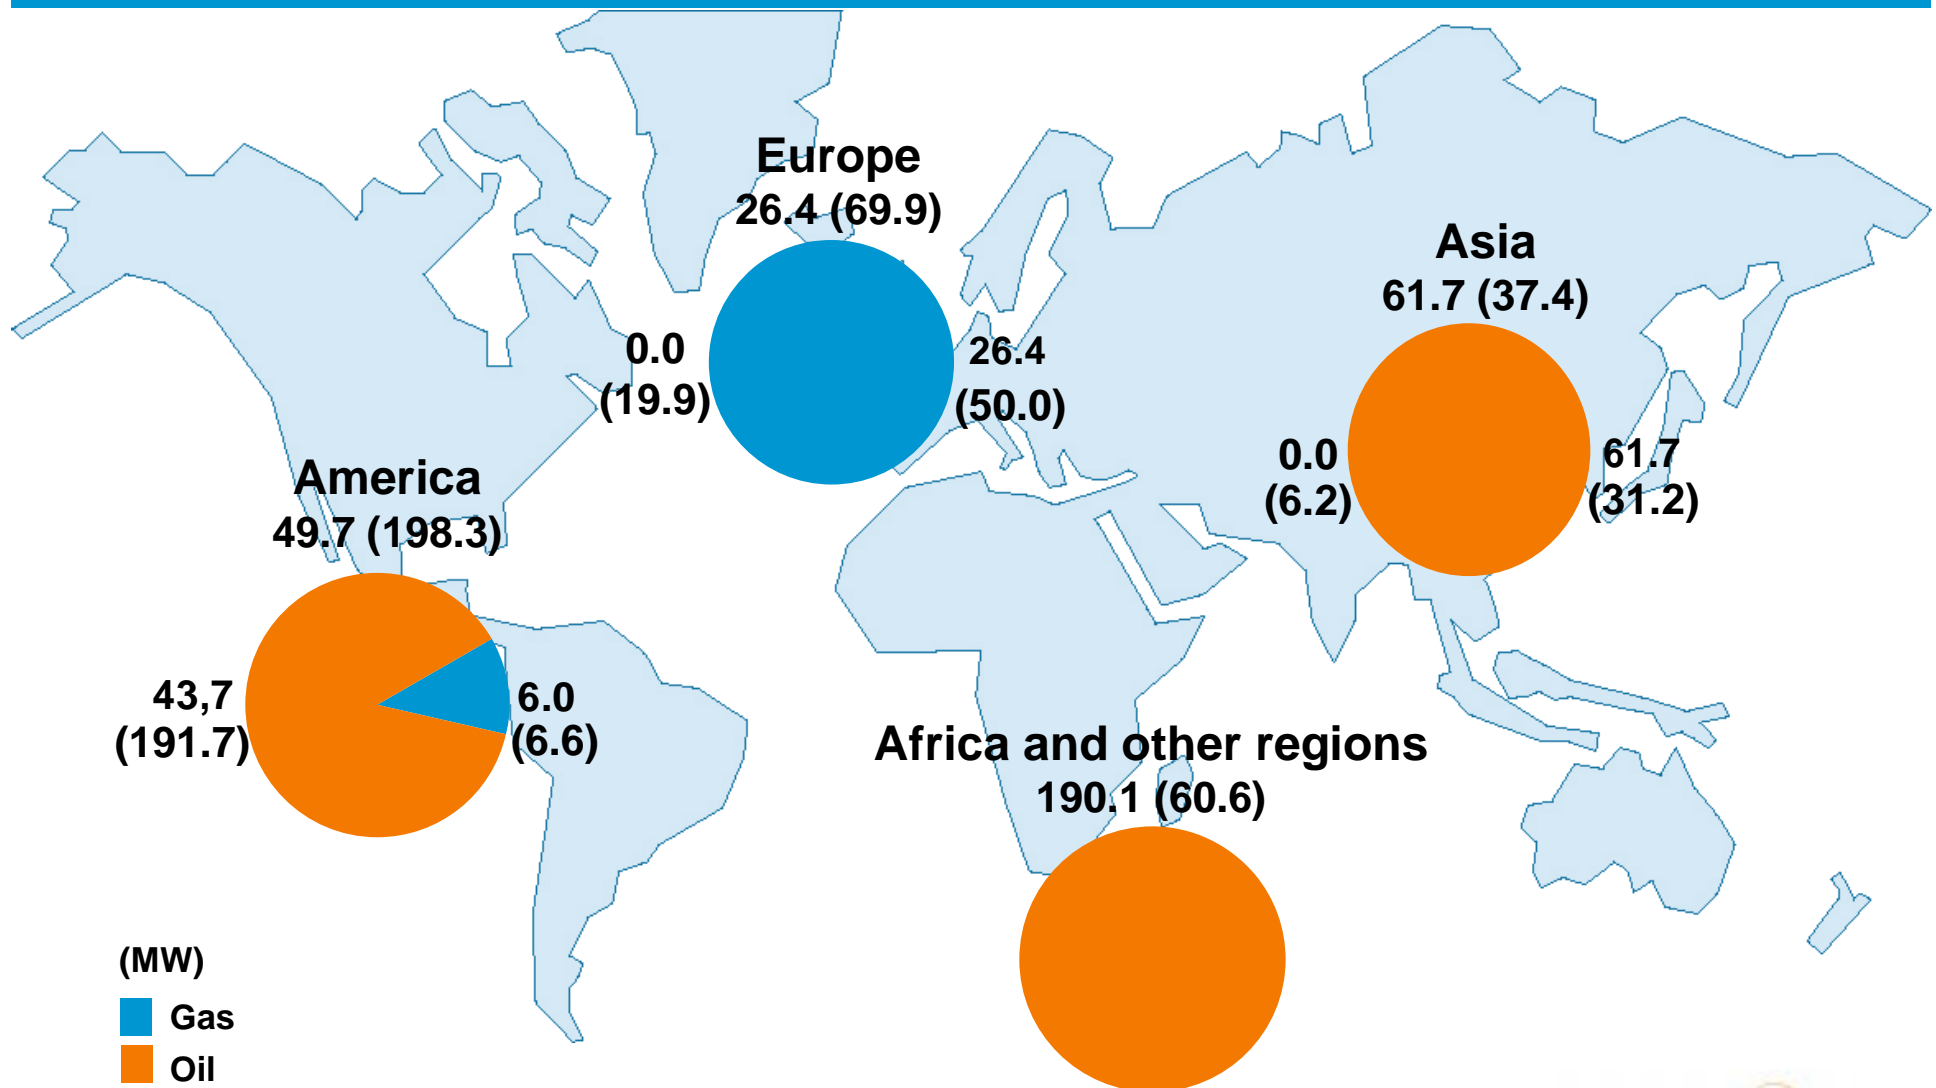 Europe
26.4 (69.9)
0.0
(19.9)
26.4
(50.0)
Asia
61.7 (37.4)
0.0
(6.2)
61.7
(31.2)
America
49.7 (198.3)
43,7
(191.7)
6.0
(6.6)
Africa and other regions
190.1 (60.6)
(MW)
Gas
Oil